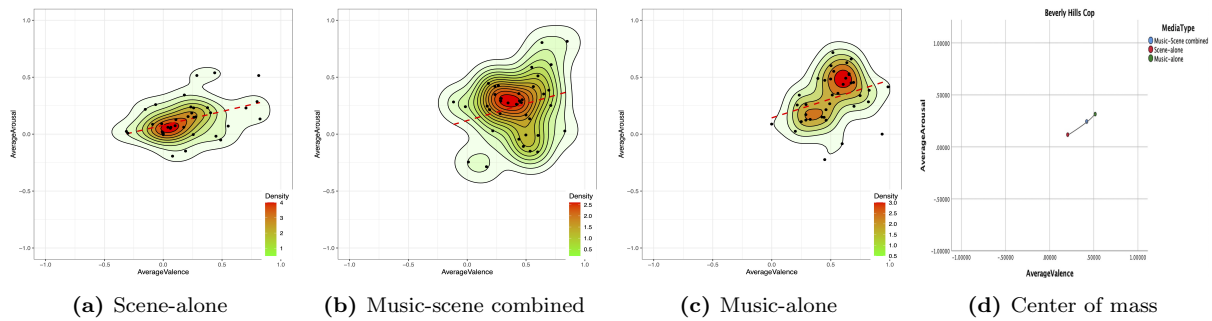 1.0
0.5
0.0
−0.5
−1.0
AverageArousal
−1.0
−0.5
0.0
0.5
1.0
AverageValence
Density
4
3
2
1
(a) Scene-alone
1.0
0.5
0.0
−0.5
−1.0
AverageArousal
−1.0
−0.5
0.0
0.5
1.0
AverageValence
Density
2.5
2.0
1.5
1.0
0.5
(b) Music-scene combined
1.0
0.5
0.0
−0.5
−1.0
AverageArousal
−1.0
−0.5
0.0
0.5
1.0
AverageValence
Density
3.0
2.5
2.0
1.5
1.0
0.5
(c) Music-alone
Beverly Hills Cop
MediaType
Music-Scene combined
Scene-alone
Music-alone
1.00000
.50000
.00000
-.50000
-1.00000
AverageArousal
-1.00000
-.50000
.00000
.50000
1.00000
AverageValence
(d) Center of mass